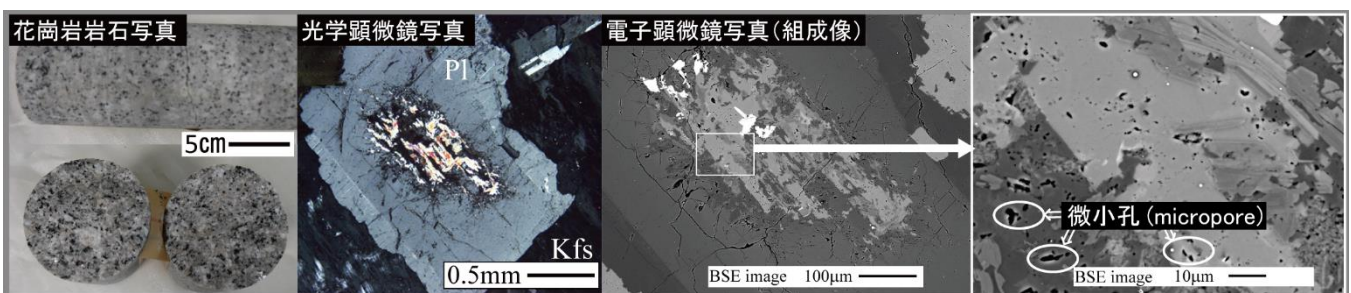 花崗岩岩石写真
5cm
光学顕微鏡写真
Pl
Kfs
0.5mm
電子顕微鏡写真(組成像)
BSE image 100μm
⇐ 微小孔 (micropore)
BSE image 10μm